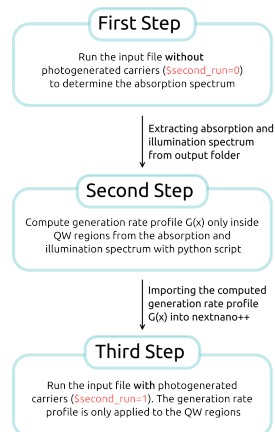 First Step
Run the input file without
photogenerated carriers ($second_run=0)
to determine the absorption spectrum
Extracting absorption and
illumination spectrum
from output folder
Second Step
Compute generation rate profile G(x) only inside
QW regions from the absorption and
illumination spectrum with python script
Importing the computed
generation rate profile
G(x) into nextnano++
Third Step
Run the input file with photogenerated
carriers ($second_run=1). The generation rate
profile is only applied to the QW regions